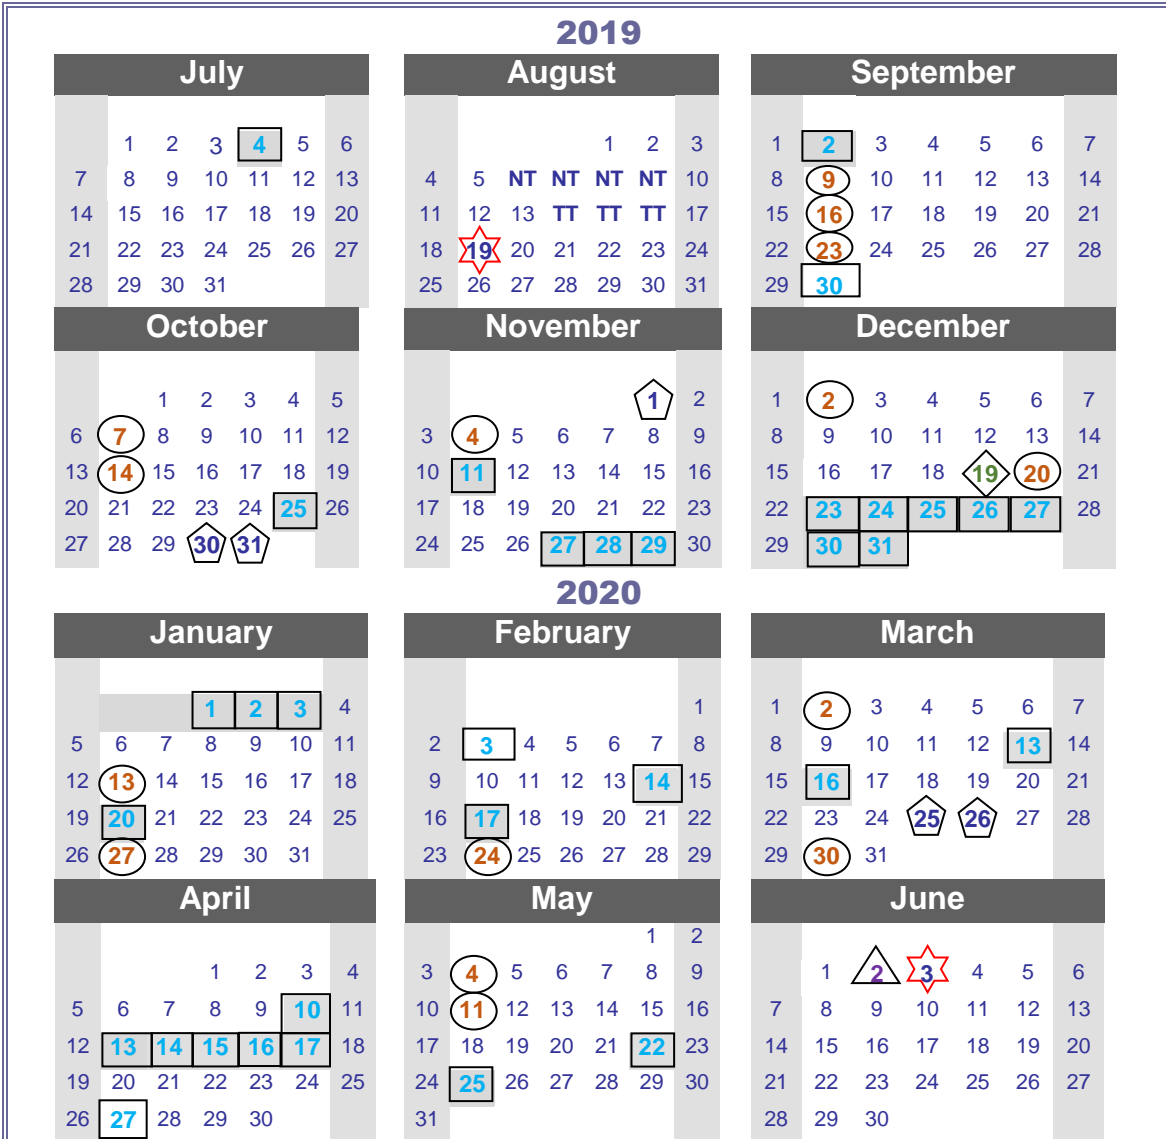 2019
July August September
1 2 3 4 5 6 1 2 3 1 2 3 4 5 6 7
7 8 9 10 11 12 13 4 5 NT NT NT NT 10 8 9 10 11 12 13 14
14 15 16 17 18 19 20 11 12 13 TT TT TT 17 15 16 17 18 19 20 21
21 22 23 24 25 26 27 18 19 20 21 22 23 24 22 23 24 25 26 27 28
28 29 30 31 25 26 27 28 29 30 31 29 30
October November December
1 2 3 4 5 1 2 1 2 3 4 5 6 7
6 7 8 9 10 11 12 3 4 5 6 7 8 9 8 9 10 11 12 13 14
13 14 15 16 17 18 19 10 11 12 13 14 15 16 15 16 17 18 19 20 21
20 21 22 23 24 25 26 17 18 19 20 21 22 23 22 23 24 25 26 27 28
27 28 29 30 31 24 25 26 27 28 29 30 29 30 31
2020
January February March
1 2 3 4 1 1 2 3 4 5 6 7
5 6 7 8 9 10 11 2 3 4 5 6 7 8 8 9 10 11 12 13 14
12 13 14 15 16 17 18 9 10 11 12 13 14 15 15 16 17 18 19 20 21
19 20 21 22 23 24 25 16 17 18 19 20 21 22 22 23 24 25 26 27 28
26 27 28 29 30 31 23 24 25 26 27 28 29 29 30 31
April May June
1 2
1 2 3 4 3 4 5 6 7 8 9 1 2 3 4 5 6
5 6 7 8 9 10 11 10 11 12 13 14 15 16 7 8 9 10 11 12 13
12 13 14 15 16 17 18 17 18 19 20 21 22 23 14 15 16 17 18 19 20
19 20 21 22 23 24 25 24 25 26 27 28 29 30 21 22 23 24 25 26 27
26 27 28 29 30 31 28 29 30